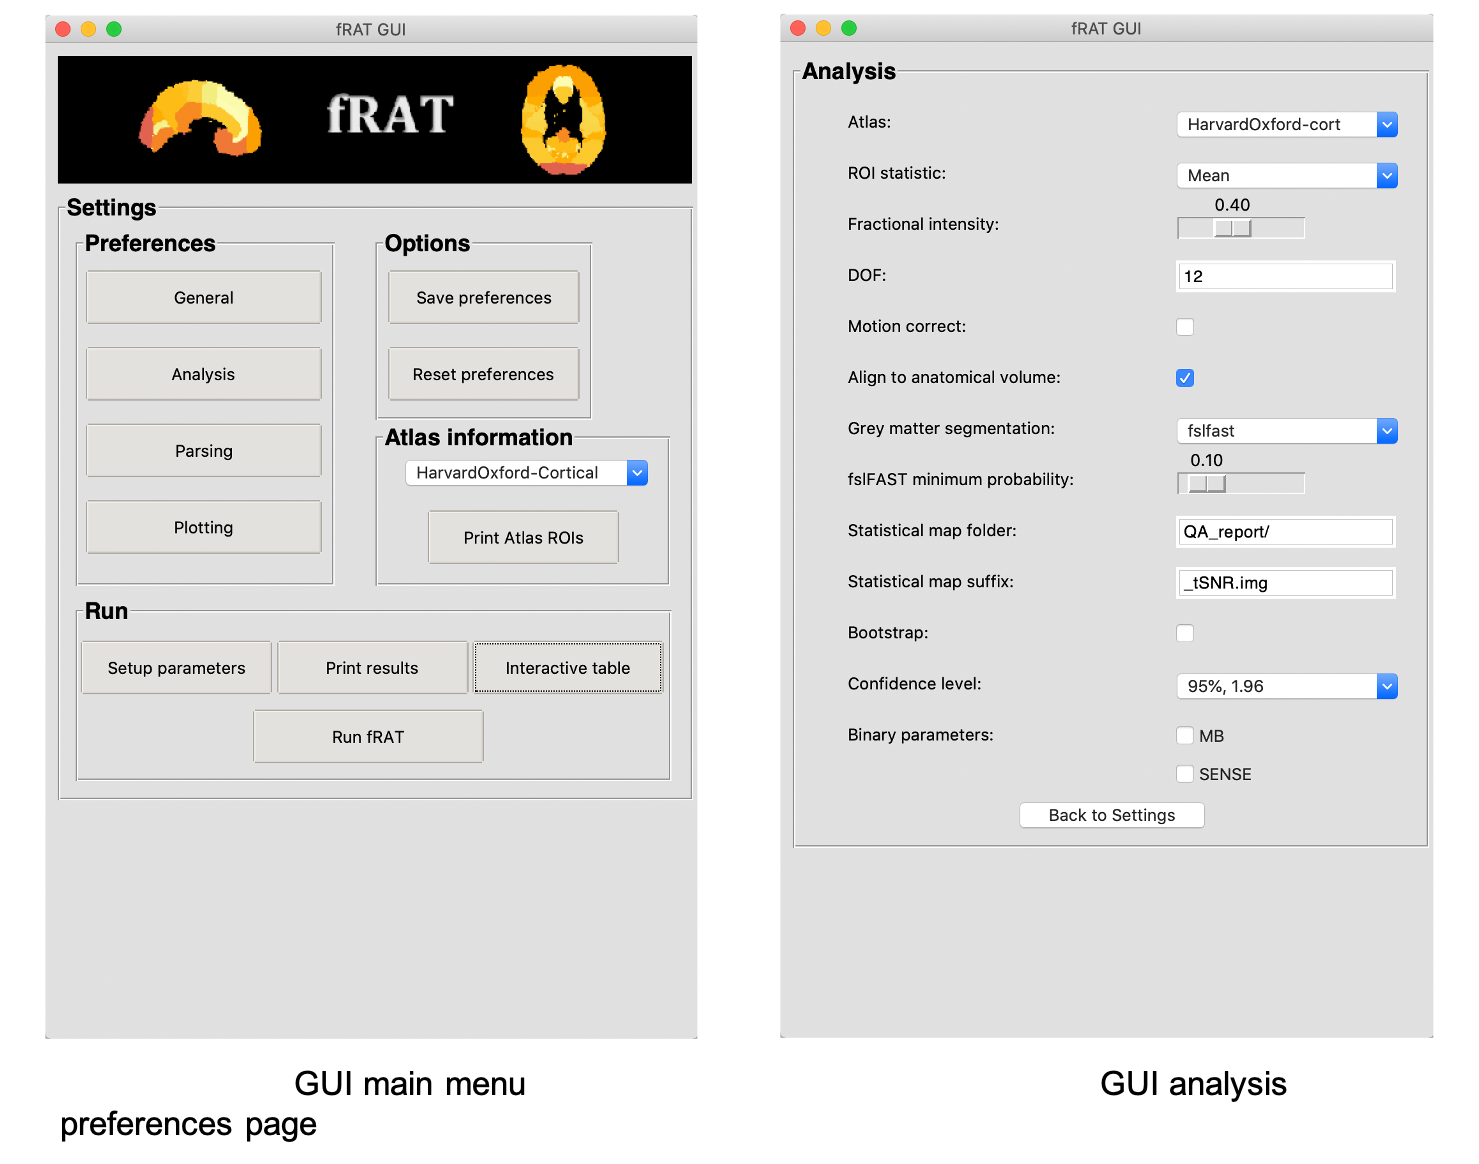 fRAT GUI
fRAT
Settings
Preferences
General
Analysis
Parsing
Plotting
Options
Save preferences
Reset preferences
Atlas information
HarvardOxford-Cortical
Print Atlas ROIs
Run
Setup parameters Print results Interactive table
Run fRAT
fRAT GUI
Analysis
Atlas: HarvardOxford-cort
ROI statistic: Mean
0.40
Fractional intensity:
DOF: 12
Motion correct:
Align to anatomical volume:
Grey matter segmentation: fslfast
0.10
fslFAST minimum probability:
Statistical map folder: QA_report/
Statistical map suffix: _tSNR.img
Bootstrap:
Confidence level: 95%, 1.96
Binary parameters: MB
SENSE
Back to Settings
GUI main menu GUI analysis
preferences page